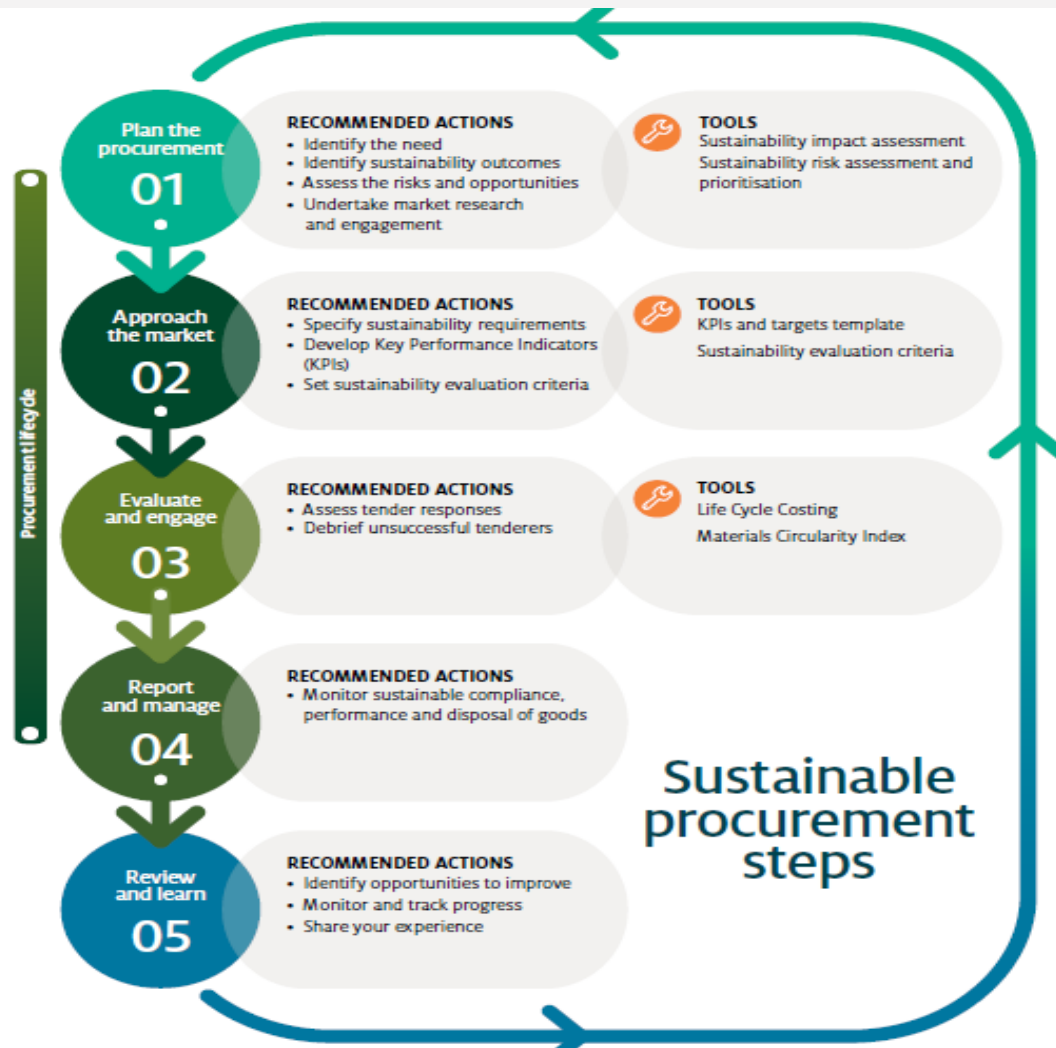 Procurement lifecycle
Plan the
procurement
01
RECOMMENDED ACTIONS
• Identify the need
• Identify sustainability outcomes
• Assess the risks and opportunities
• Undertake market research
and engagement
TOOLS
Sustainability impact assessment
Sustainability risk assessment and
prioritisation
Approach
the market
02
RECOMMENDED ACTIONS
• Specify sustainability requirements
• Develop Key Performance Indicators
(KPIs)
• Set sustainability evaluation criteria
TOOLS
KPIs and targets template
Sustainability evaluation criteria
Evaluate
and engage
03
RECOMMENDED ACTIONS
• Assess tender responses
• Debrief unsuccessful tenderers
TOOLS
Life Cycle Costing
Materials Circularity Index
Report
and manage
04
RECOMMENDED ACTIONS
• Monitor sustainable compliance,
performance and disposal of goods
Review
and learn
05
RECOMMENDED ACTIONS
• Identify opportunities to improve
• Monitor and track progress
• Share your experience
Sustainable
procurement
steps